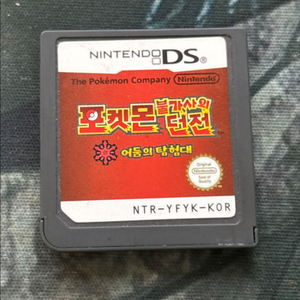 NINTENDO DS
The Pokémon Company Nintendo
포켓몬 불가사의 던전
어둠의 탐험대
Original
Nintendo
Seal of Quality
NTR-YFYK-KOR